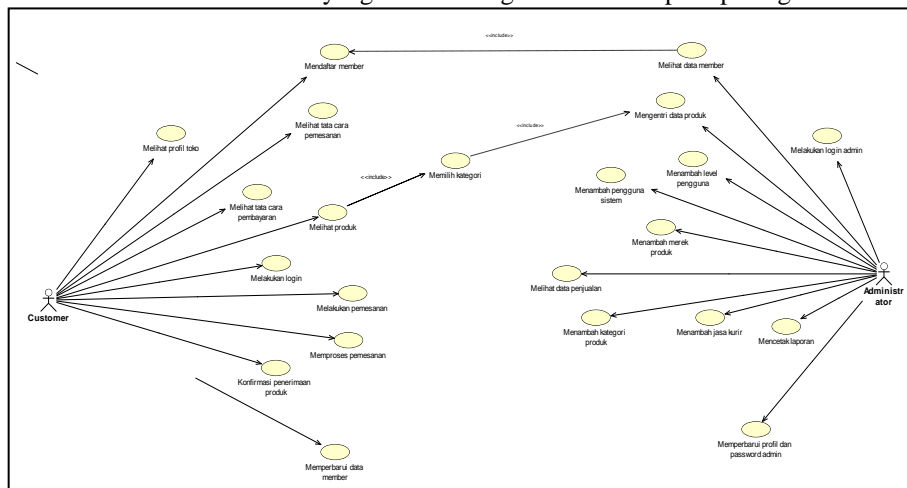 <<include>>
Mendaftar member
Melihat data member
Melihat tata cara
pemesanan
Mengentri data produk
<<include>>
Melihat profil toko
Melakukan login admin
Memilih kategori
Menambah level
pengguna
<<include>>
Menambah pengguna
sistem
Melihat tata cara
pembayaran
Melihat produk
Menambah merek
produk
Melakukan login
Melihat data penjualan
Customer
Administr
ator
Melakukan pemesanan
Menambah kategori
produk
Menambah jasa kurir
Mencetak laporan
Memproses pemesanan
Konfirmasi penerimaan
produk
Memperbarui profil dan
password admin
Memperbarui data
member